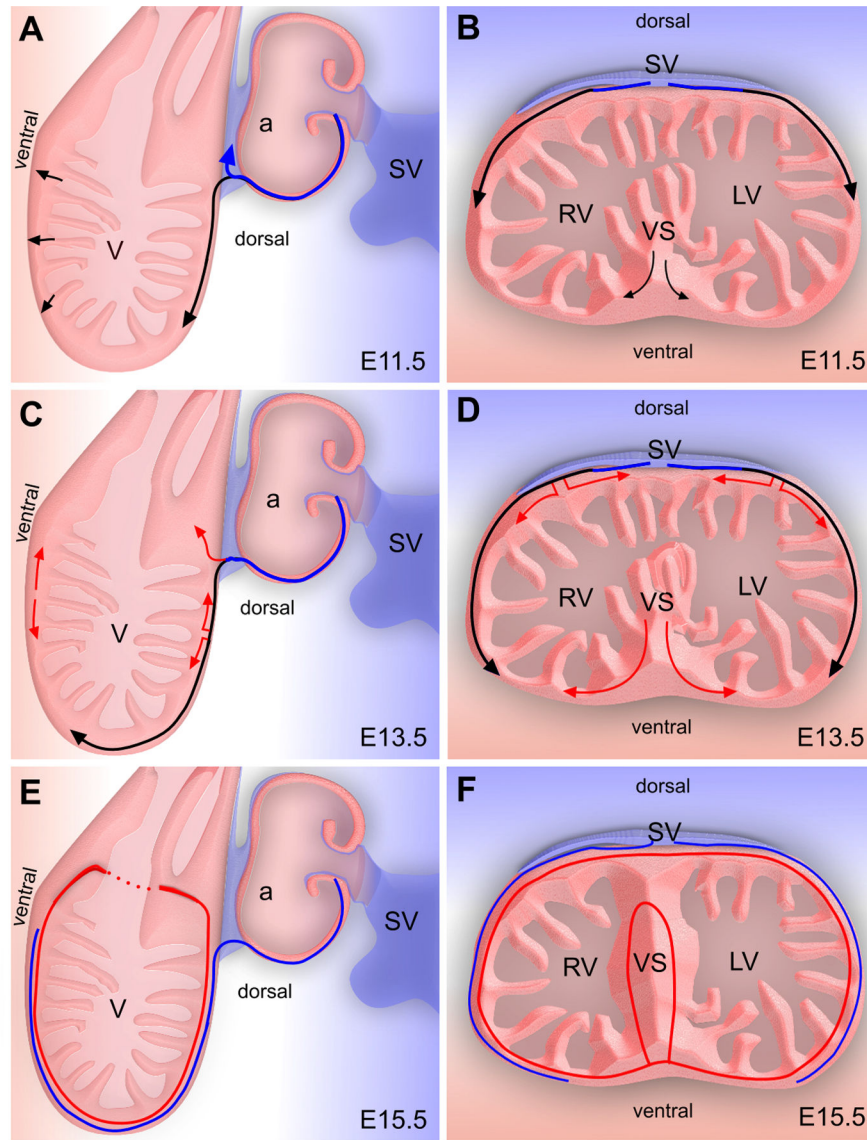 A
ventral
a
V
SV
dorsal
E11.5
B
dorsal
SV
RV
LV
VS
ventral
E11.5
C
ventral
a
V
SV
dorsal
E13.5
D
dorsal
SV
RV
VS
LV
ventral
E13.5
E
ventral
a
V
SV
dorsal
E15.5
F
dorsal
SV
RV
VS
LV
ventral
E15.5